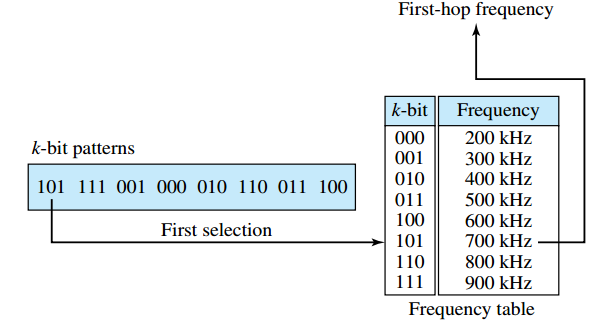 First-hop frequency
k-bit Frequency
000 200 kHz
001 300 kHz
010 400 kHz
011 500 kHz
100 600 kHz
101 700 kHz
110 800 kHz
111 900 kHz
Frequency table
k-bit patterns
101 111 001 000 010 110 011 100
First selection